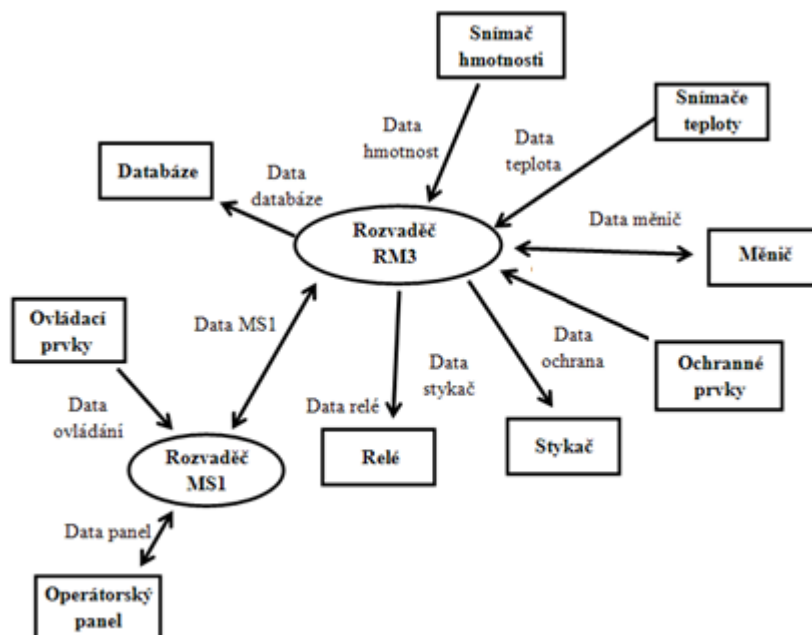 Snímač
hmotnosti
Snímače
teploty
Data
hmotnost
Data
teplota
Databáze
Data
databáze
Rozvaděč
RM3
Data měnič
Měnič
Ovládací
prvky
Data MS1
Data
stykač
Data
ochrana
Ochranné
prvky
Data
ovládání
Data relé
Relé
Stykač
Rozvaděč
MS1
Data panel
Operátorský
panel